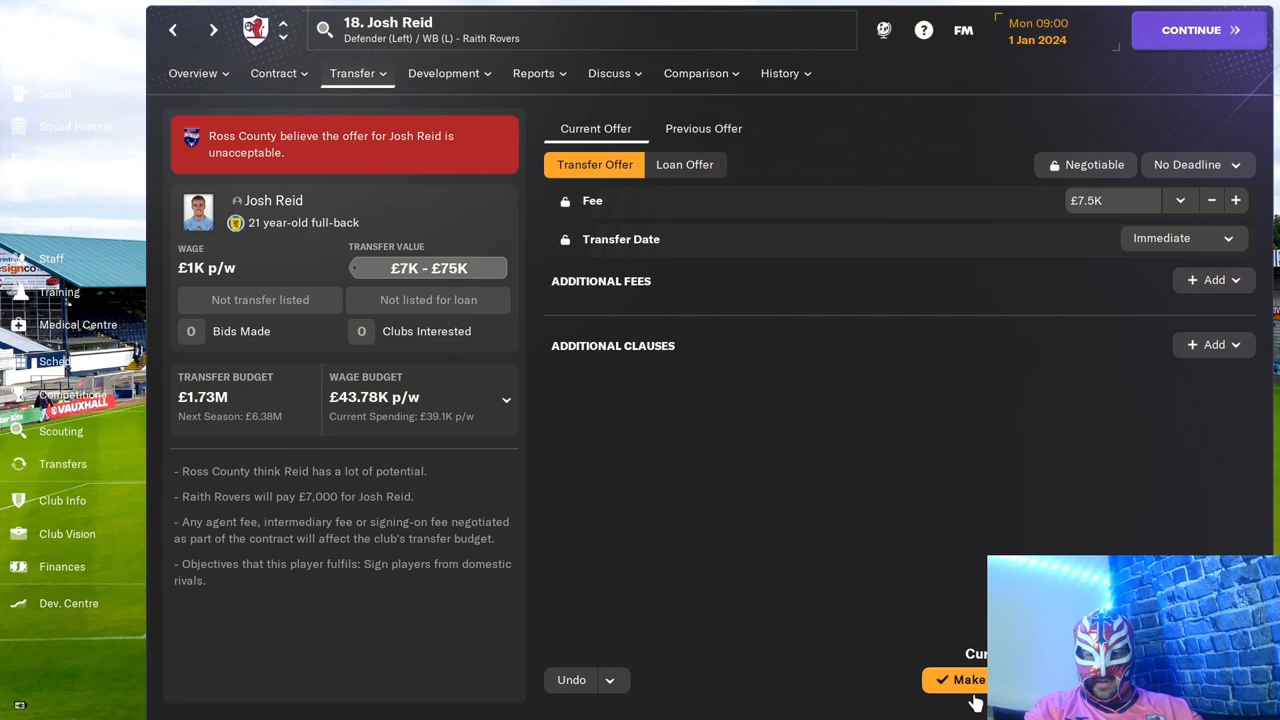 18. Josh Reid
Defender (Left) / WB (L) - Raith Rovers
FM
Mon 09:00
1 Jan 2024
CONTINUE
Overview
Contract
Transfer
Development
Reports
Discuss
Comparison
History
Squad
Squad Planner
Staff
Training
Medical Centre
Sched
Competitions
Scouting
Transfers
Club Info
Club Vision
Finances
Dev. Centre
VAUXHALL
Ross County believe the offer for Josh Reid is
unacceptable.
Josh Reid
21 year-old full-back
WAGE
£1K p/w
TRANSFER VALUE
£7K - £75K
Not transfer listed
Not listed for loan
0 Bids Made
0 Clubs Interested
TRANSFER BUDGET
£1.73M
Next Season: £6.38M
WAGE BUDGET
£43.78K p/w
Current Spending: £39.1K p/w
- Ross County think Reid has a lot of potential.
- Raith Rovers will pay £7,000 for Josh Reid.
- Any agent fee, intermediary fee or signing-on fee negotiated
as part of the contract will affect the club's transfer budget.
- Objectives that this player fulfils: Sign players from domestic
rivals.
Current Offer
Previous Offer
Transfer Offer
Loan Offer
Negotiable
No Deadline
Fee
£7.5K
Transfer Date
Immediate
ADDITIONAL FEES
+ Add
ADDITIONAL CLAUSES
+ Add
Undo
Cur
Make